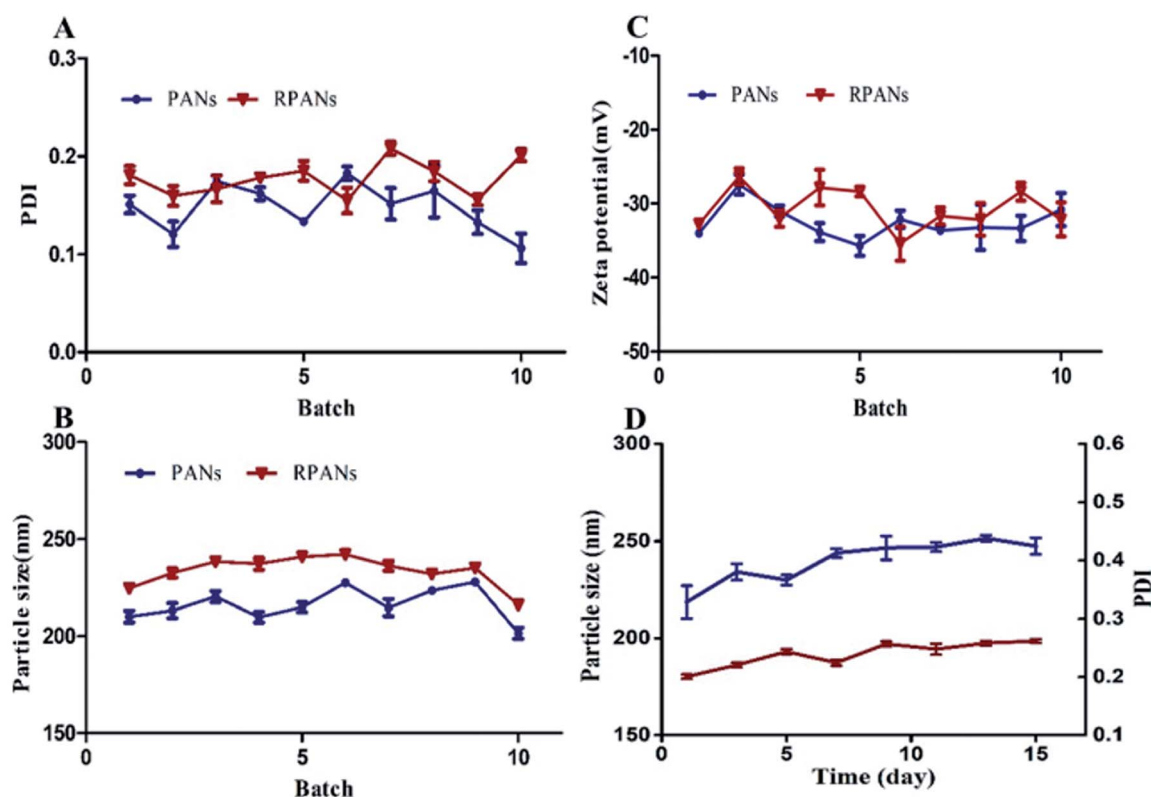 A
0.3
0.2
0.1
0.0
PDI
PANs RPANs
0 5 10
Batch
C
-10
-20
-30
-40
-50
Zeta potential(mV)
PANs RPANs
0 5 10
Batch
B
300
250
200
150
Particle size(nm)
PANs RPANs
0 5 10
Batch
D
300
250
200
150
Particle size (nm)
0.6
0.5
0.4
0.3
0.2
0.1
PDI
0 5 10 15
Time (day)